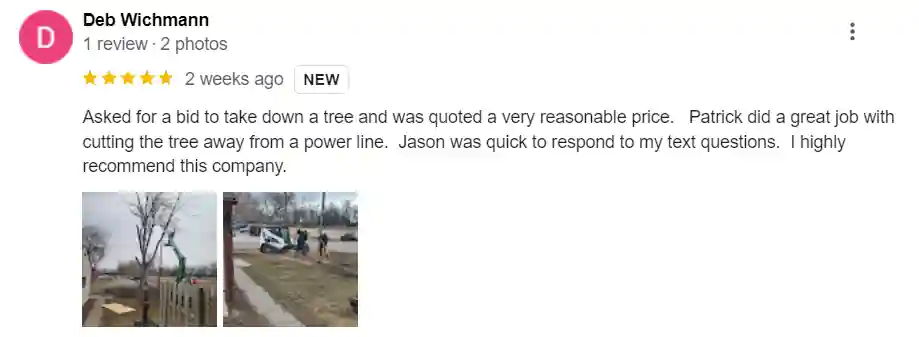 D
Deb Wichmann
1 review · 2 photos
2 weeks ago NEW
Asked for a bid to take down a tree and was quoted a very reasonable price.   Patrick did a great job with
cutting the tree away from a power line.  Jason was quick to respond to my text questions.  I highly
recommend this company.